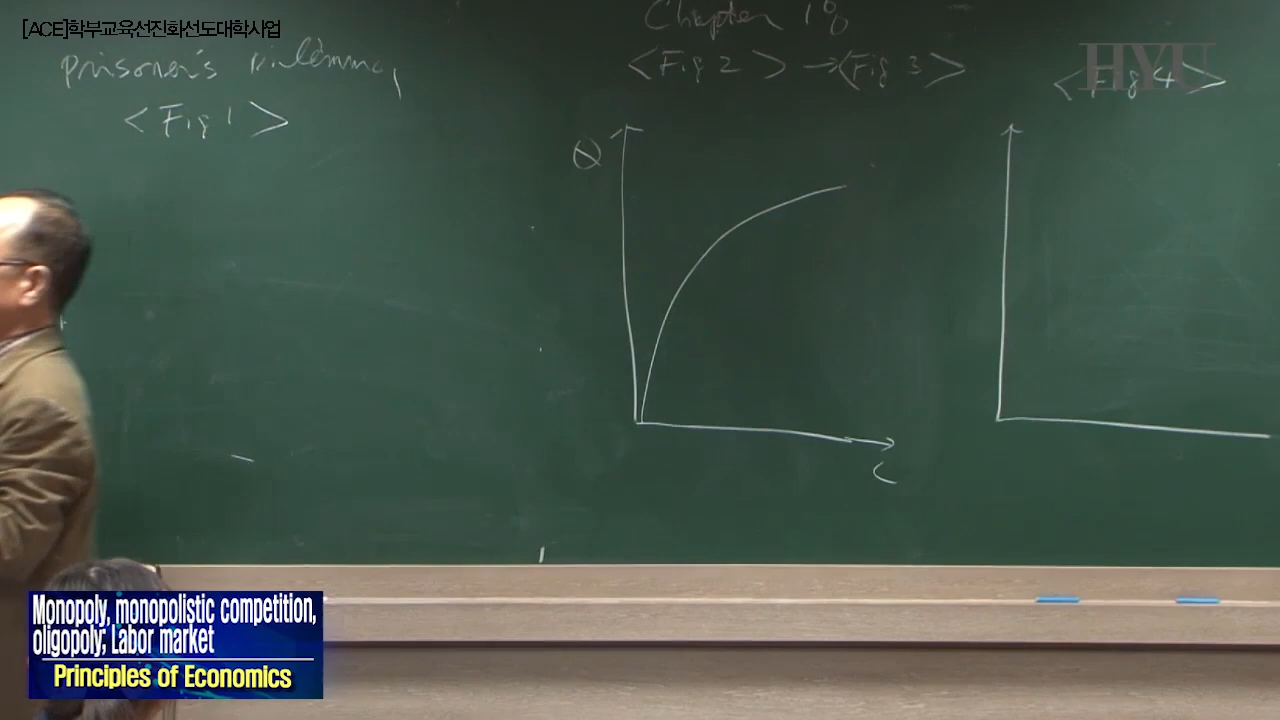 [ACE]학부교육선진화선도대학사업
Prisoner's Dilemma,
<Fig 1>
Chapter 18
<Fig 2> → <Fig 3>
HYU
<Fig 4>
Q
L
Monopoly, monopolistic competition,
oligopoly; Labor market
Principles of Economics